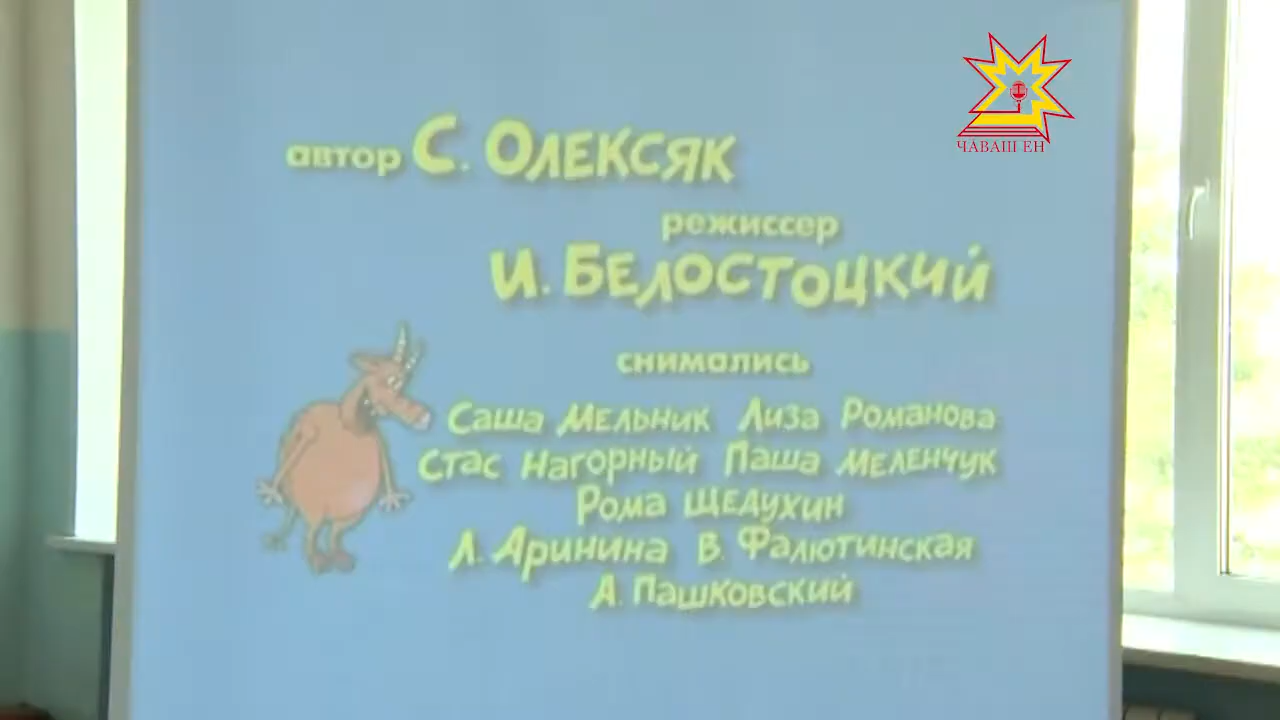 ЧӐВАШ ЕН
автор С. ОЛЕКСЯК
режиссер
И. БЕЛОСТОЦКИЙ
снимались
Саша Мельник Лиза Романова
Стас Нагорный Паша Меленчук
Рома Щедухин
Л. Аринина В. Фалютинская
А. Пашковский